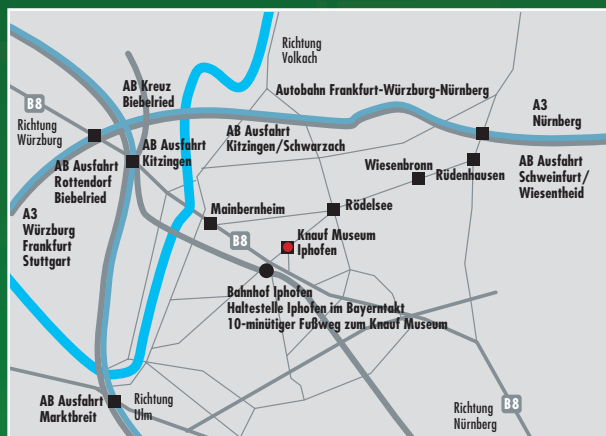 Richtung
Volkach
B8
AB Kreuz
Biebelried
Autobahn Frankfurt-Würzburg-Nürnberg
Richtung
Würzburg
A3
Nürnberg
AB Ausfahrt
Kitzingen
AB Ausfahrt
Kitzingen/Schwarzach
AB Ausfahrt
Rottendorf
Biebelried
Wiesenbronn
Rüdenhausen
AB Ausfahrt
Schweinfurt/
Wiesentheid
Mainbernheim
Rödelsee
A3
Würzburg
Frankfurt
Stuttgart
B8
Knauf Museum
Iphofen
Bahnhof Iphofen
Haltestelle Iphofen im Bayerntakt
10-minütiger Fußweg zum Knauf Museum
AB Ausfahrt
Marktbreit
Richtung
Ulm
Richtung
Nürnberg
B8